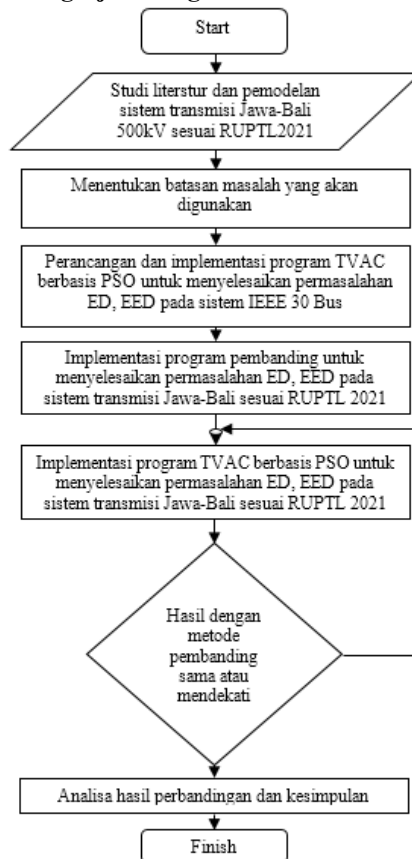 Start
Studi literstur dan pemodelan
sistem transmisi Jawa-Bali
500kV sesuai RUPTL2021
Menentukan batasan masalah yang akan
digunakan
Perancangan dan implementasi program TVAC
berbasis PSO untuk menyelesaikan permasalahan
ED, EED pada sistem IEEE 30 Bus
Implementasi program pembanding untuk
menyelesaikan permasalahan ED, EED pada
sistem transmisi Jawa-Bali sesuai RUPTL 2021
Implementasi program TVAC berbasis PSO untuk
menyelesaikan permasalahan ED, EED pada
sistem transmisi Jawa-Bali sesuai RUPTL 2021
Hasil dengan
metode
pembanding
sama atau
mendekati
Analisa hasil perbandingan dan kesimpulan
Finish